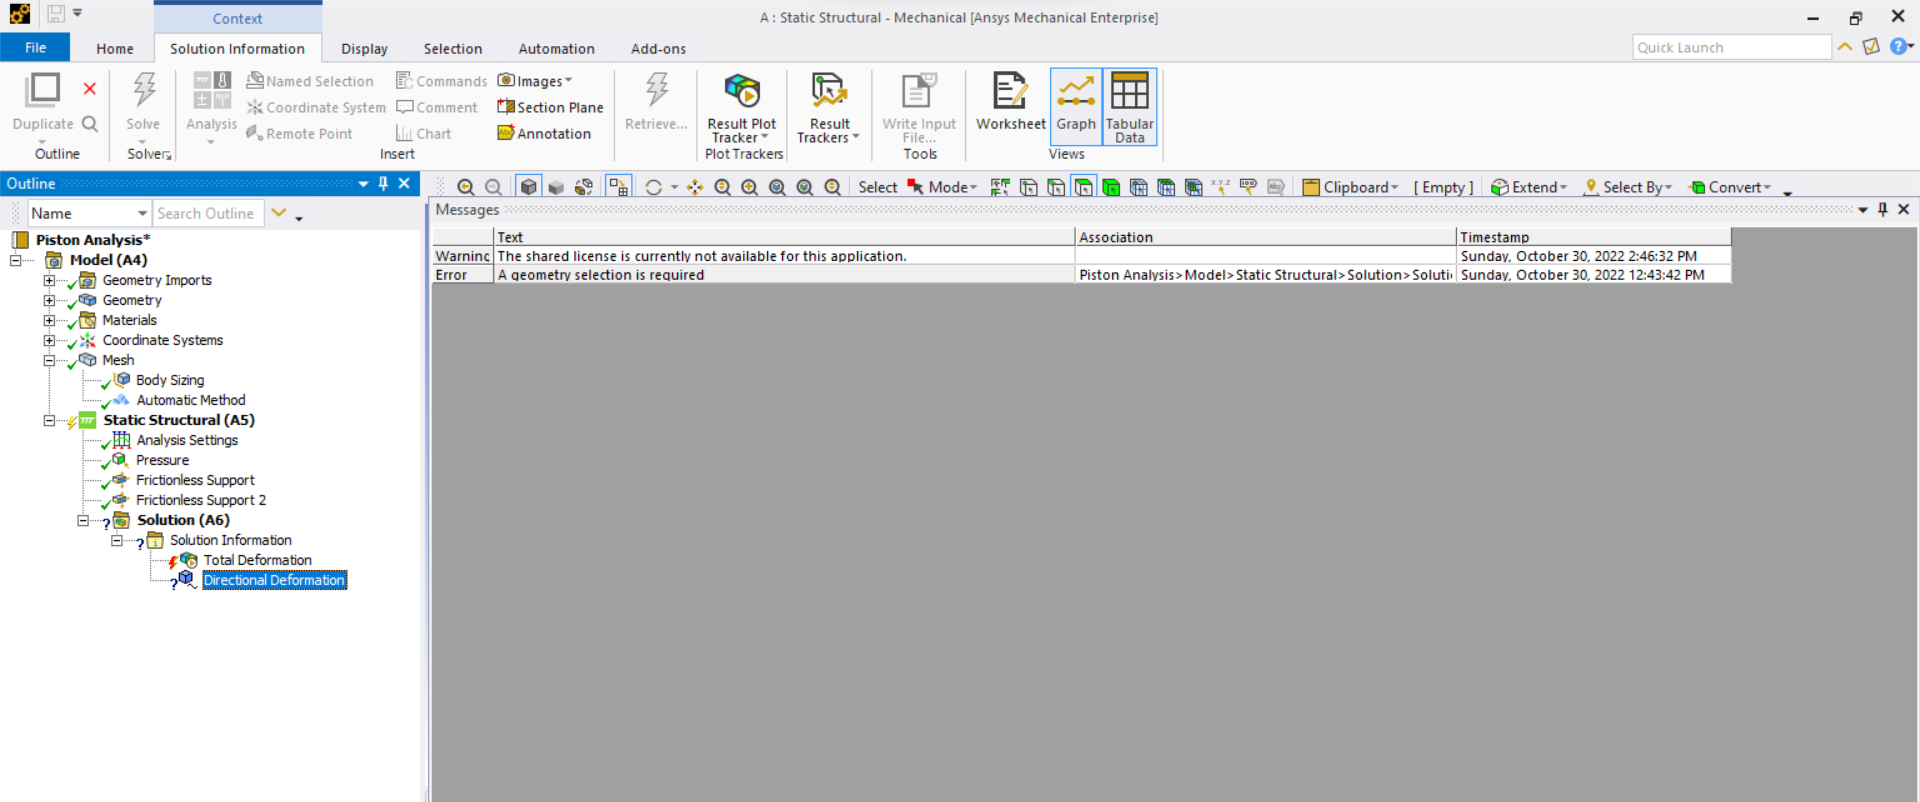 Context
A : Static Structural - Mechanical [Ansys Mechanical Enterprise]
File
Home
Solution Information
Display
Selection
Automation
Add-ons
Quick Launch
Duplicate
Outline
Solve
Solver
Analysis
Named Selection
Coordinate System
Remote Point
Commands
Comment
Chart
Images
Section Plane
Annotation
Insert
Retrieve...
Result Plot
Tracker
Plot Trackers
Result
Trackers
Write Input
File...
Tools
Worksheet
Graph
Tabular
Data
Views
Outline
Select
Mode
Clipboard
[ Empty ]
Extend
Select By
Convert
Name
Search Outline
Messages
Text Association Timestamp
Warning The shared license is currently not available for this application. Sunday, October 30, 2022 2:46:32 PM
Error A geometry selection is required Piston Analysis>Model>Static Structural>Solution>Soluti Sunday, October 30, 2022 12:43:42 PM
Piston Analysis*
Model (A4)
Geometry Imports
Geometry
Materials
Coordinate Systems
Mesh
Body Sizing
Automatic Method
Static Structural (A5)
Analysis Settings
Pressure
Frictionless Support
Frictionless Support 2
Solution (A6)
Solution Information
Total Deformation
Directional Deformation